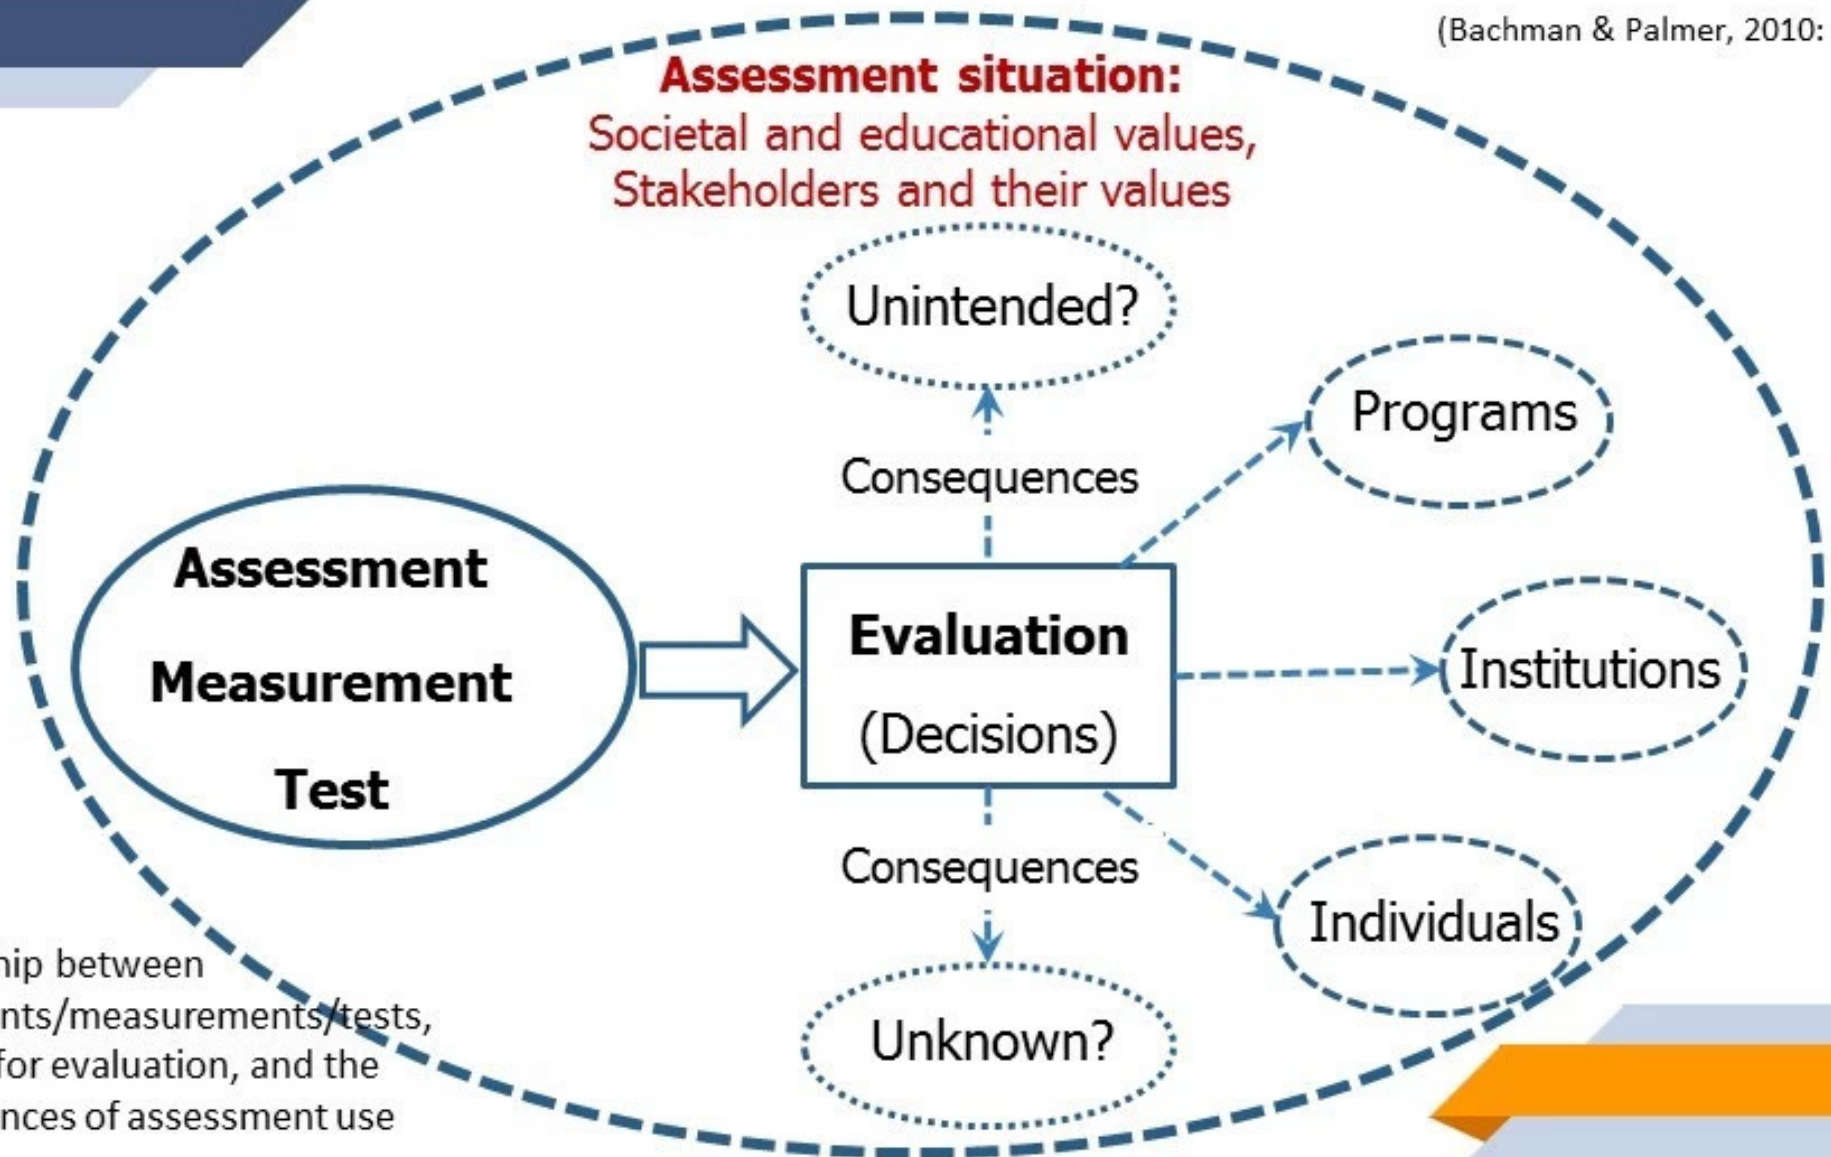 (Bachman & Palmer, 2010:
Assessment situation:
Societal and educational values,
Stakeholders and their values
Unintended?
Programs
Consequences
Assessment
Measurement
Test
Evaluation
(Decisions)
Institutions
Consequences
Individuals
Unknown?
hip between
nts/measurements/tests,
for evaluation, and the
nces of assessment use